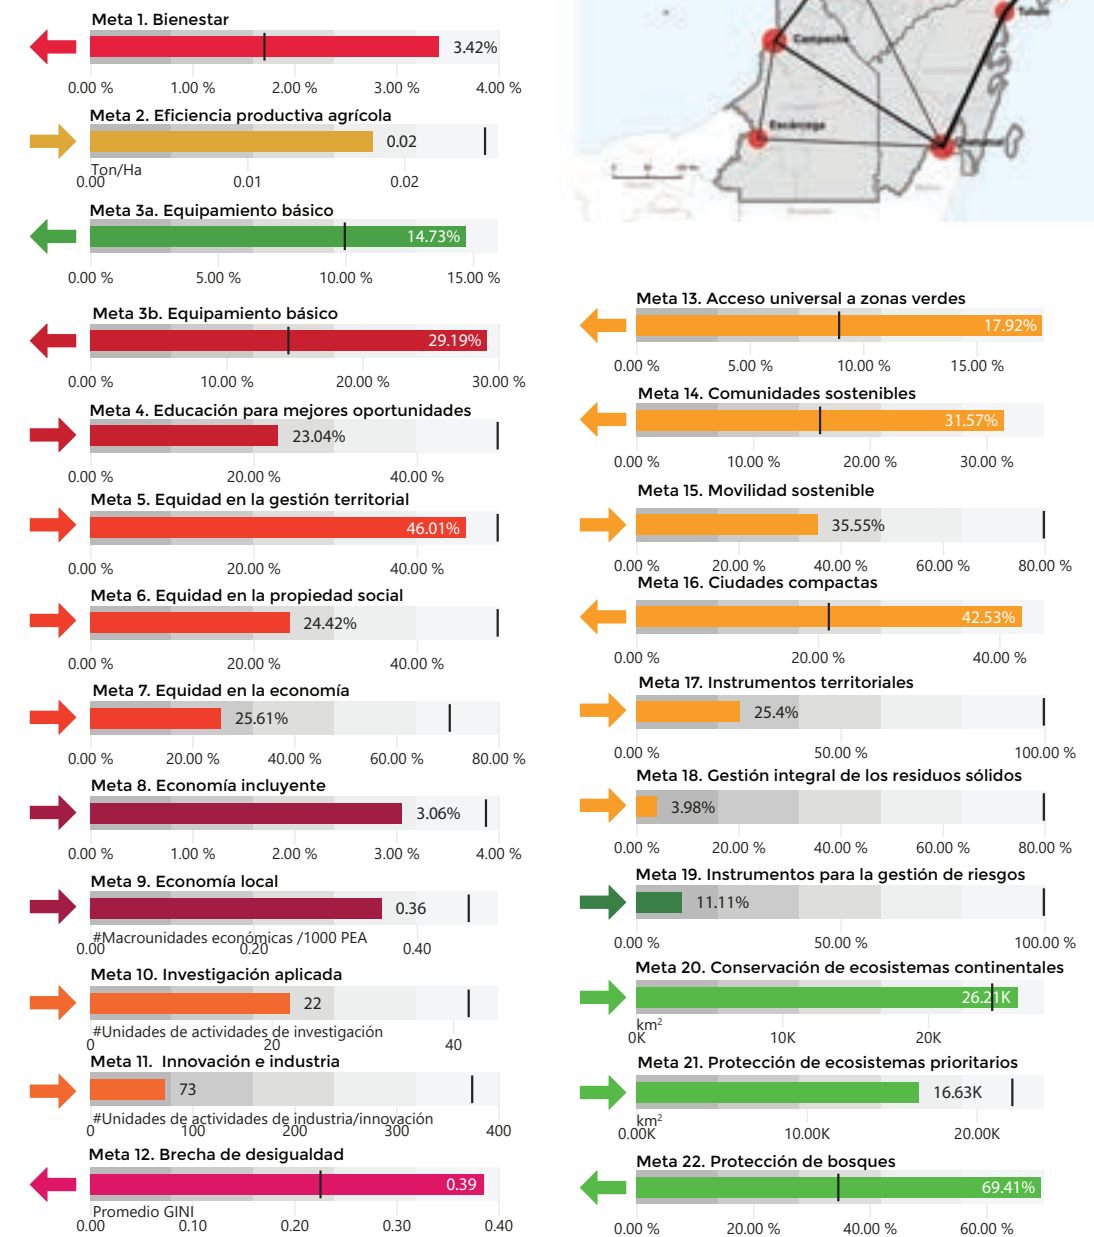 Meta 1. Bienestar
3.42%
0.00 % 1.00 % 2.00 % 3.00 % 4.00 %
Meta 2. Eficiencia productiva agrícola
0.02
Ton/Ha
0.00 0.01 0.02
Meta 3a. Equipamiento básico
14.73%
0.00 % 5.00 % 10.00 % 15.00 %
Meta 3b. Equipamiento básico
29.19%
0.00 % 10.00 % 20.00 % 30.00 %
Meta 4. Educación para mejores oportunidades
23.04%
0.00 % 20.00 % 40.00 %
Meta 5. Equidad en la gestión territorial
46.01%
0.00 % 20.00 % 40.00 %
Meta 6. Equidad en la propiedad social
24.42%
0.00 % 20.00 % 40.00 %
Meta 7. Equidad en la economía
25.61%
0.00 % 20.00 % 40.00 % 60.00 % 80.00 %
Meta 8. Economía incluyente
3.06%
0.00 % 1.00 % 2.00 % 3.00 % 4.00 %
Meta 9. Economía local
0.36
#Macrounidades económicas /1000 PEA
0.00 0.20 0.40
Meta 10. Investigación aplicada
22
#Unidades de actividades de investigación
0 20 40
Meta 11. Innovación e industria
73
#Unidades de actividades de industria/innovación
0 100 200 300 400
Meta 12. Brecha de desigualdad
0.39
Promedio GINI
0.00 0.10 0.20 0.30 0.40
Tulum
Campeche
Escárcega
Meta 13. Acceso universal a zonas verdes
17.92%
0.00 % 5.00 % 10.00 % 15.00 %
Meta 14. Comunidades sostenibles
31.57%
0.00 % 10.00 % 20.00 % 30.00 %
Meta 15. Movilidad sostenible
35.55%
0.00 % 20.00 % 40.00 % 60.00 % 80.00 %
Meta 16. Ciudades compactas
42.53%
0.00 % 20.00 % 40.00 %
Meta 17. Instrumentos territoriales
25.4%
0.00 % 50.00 % 100.00 %
Meta 18. Gestión integral de los residuos sólidos
3.98%
0.00 % 20.00 % 40.00 % 60.00 % 80.00 %
Meta 19. Instrumentos para la gestión de riesgos
11.11%
0.00 % 50.00 % 100.00 %
Meta 20. Conservación de ecosistemas continentales
26.21K
km²
0K 10K 20K
Meta 21. Protección de ecosistemas prioritarios
16.63K
km²
0.00K 10.00K 20.00K
Meta 22. Protección de bosques
69.41%
0.00 % 20.00 % 40.00 % 60.00 %